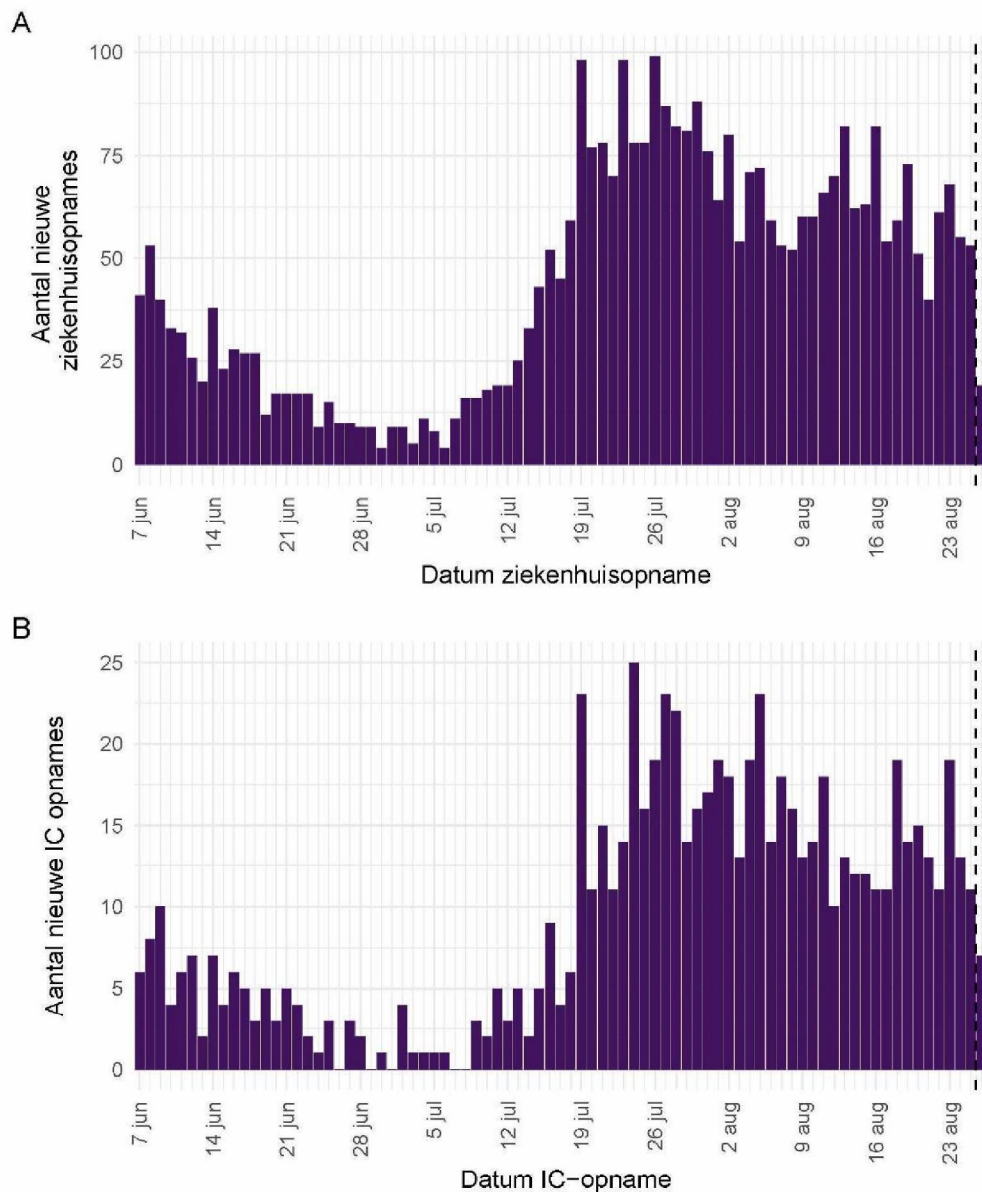 A
Aantal nieuwe
ziekenhuisopnames
100
75
50
25
0
7 jun
14 jun
21 jun
28 jun
5 jul
12 jul
19 jul
26 jul
2 aug
9 aug
16 aug
23 aug
Datum ziekenhuisopname
B
Aantal nieuwe IC opnames
25
20
15
10
5
0
7 jun
14 jun
21 jun
28 jun
5 jul
12 jul
19 jul
26 jul
2 aug
9 aug
16 aug
23 aug
Datum IC−opname